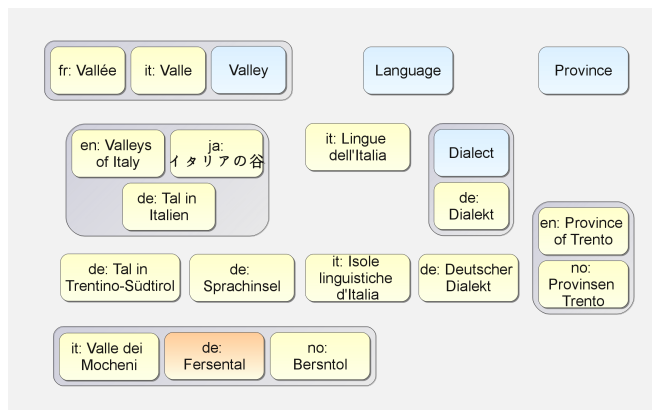 fr: Vallée
it: Valle
Valley
Language
Province
en: Valleys
of Italy
ja:
イタリアの谷
de: Tal in
Italien
it: Lingue
dell'Italia
Dialect
de:
Dialekt
en: Province
of Trento
no:
Provinsen
Trento
de: Tal in
Trentino-Südtirol
de:
Sprachinsel
it: Isole
linguistiche
d'Italia
de: Deutscher
Dialekt
it: Valle dei
Mocheni
de:
Fersental
no:
Bersntol